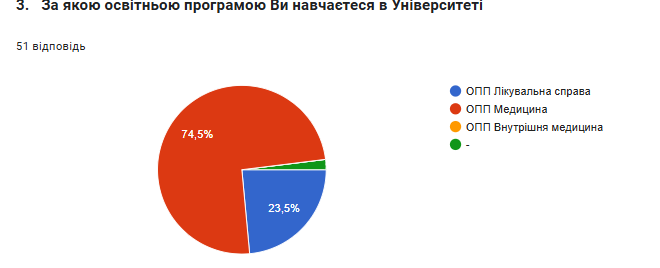 3. За якою освітньою програмою Ви навчаєтеся в Університеті
51 відповідь
74,5%
23,5%
ОПП Лікувальна справа
ОПП Медицина
ОПП Внутрішня медицина
-